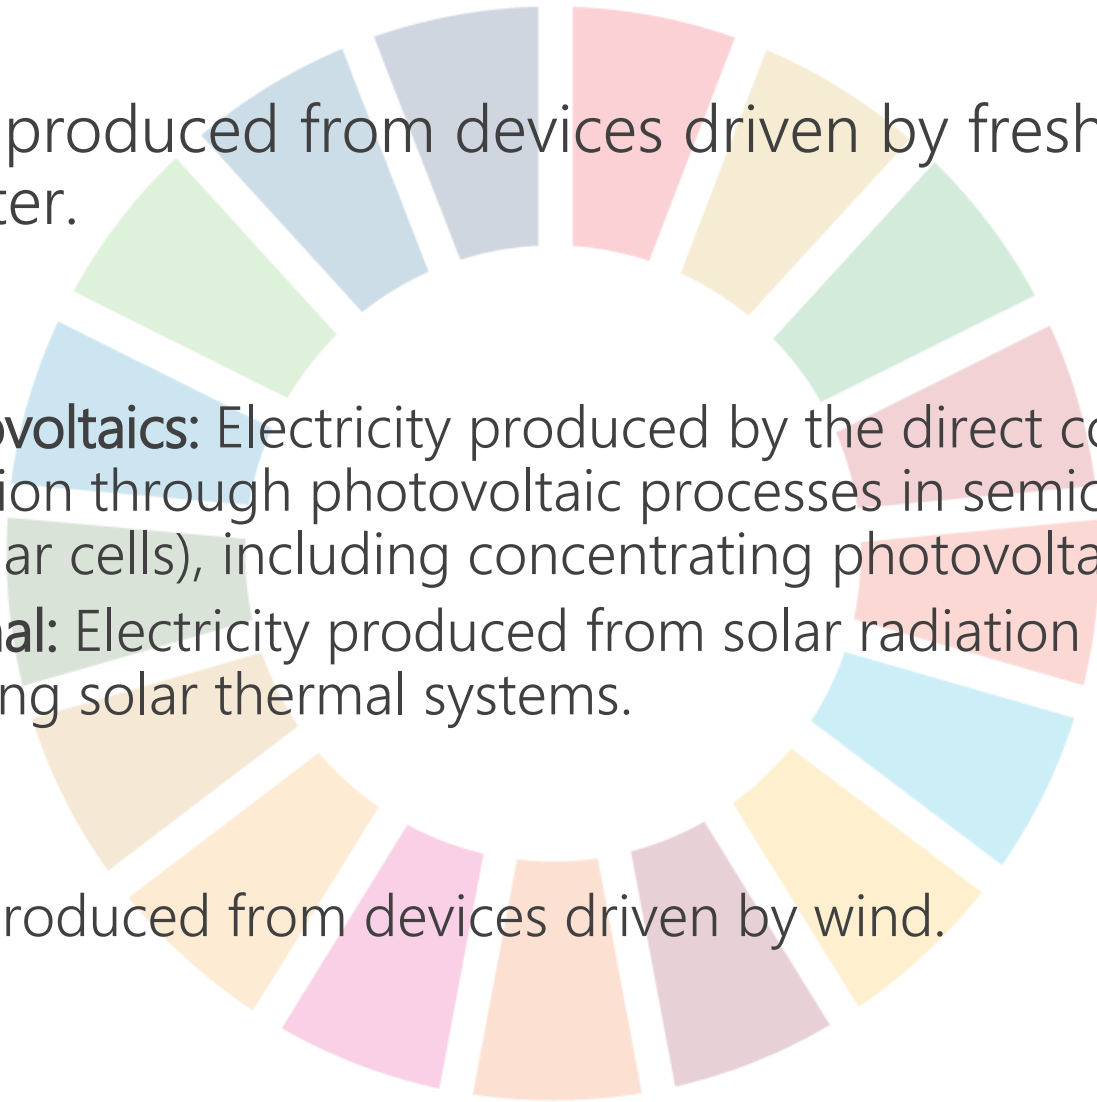 produced from devices driven by fresh
ter.
voltaics: Electricity produced by the direct co
ion through photovoltaic processes in semic
ar cells), including concentrating photovolta
al: Electricity produced from solar radiation
ng solar thermal systems.
roduced from devices driven by wind.